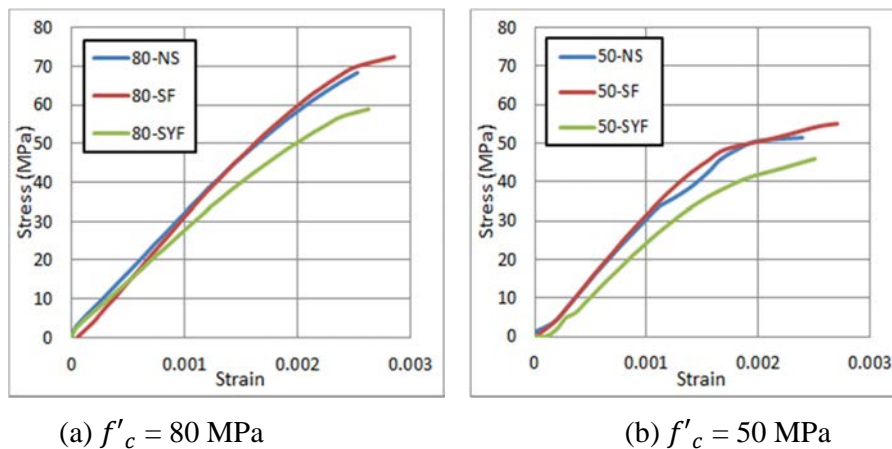 80
70
60
50
40
30
20
10
0
Stress (MPa)
80-NS
80-SF
80-SYF
0 0.001 0.002 0.003
Strain
(a) f'c = 80 MPa
80
70
60
50
40
30
20
10
0
Stress (MPa)
50-NS
50-SF
50-SYF
0 0.001 0.002 0.003
Strain
(b) f'c = 50 MPa